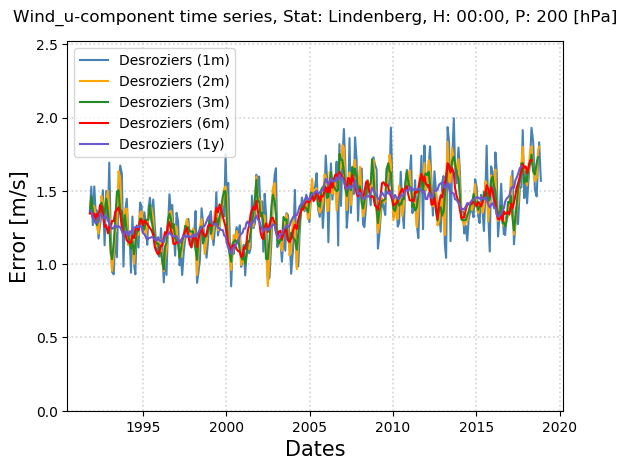 Wind_u-component time series, Stat: Lindenberg, H: 00:00, P: 200 [hPa]
Error [m/s]
2.5
2.0
1.5
1.0
0.5
0.0
Desroziers (1m)
Desroziers (2m)
Desroziers (3m)
Desroziers (6m)
Desroziers (1y)
1995 2000 2005 2010 2015 2020
Dates